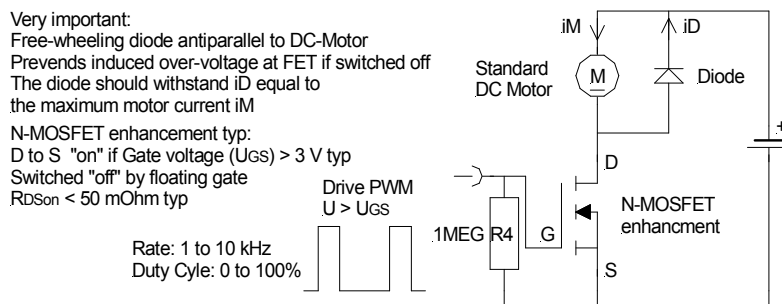 Very important:
Free-wheeling diode antiparallel to DC-Motor
Prevends induced over-voltage at FET if switched off
The diode should withstand iD equal to
the maximum motor current iM
N-MOSFET enhancement typ:
D to S "on" if Gate voltage (UGS) > 3 V typ
Switched "off" by floating gate
RDSon < 50 mOhm typ
Drive PWM
U > UGS
Rate: 1 to 10 kHz
Duty Cyle: 0 to 100%
iM
iD
Standard
DC Motor
M
Diode
+
D
1MEG R4
G
N-MOSFET
enhancment
S